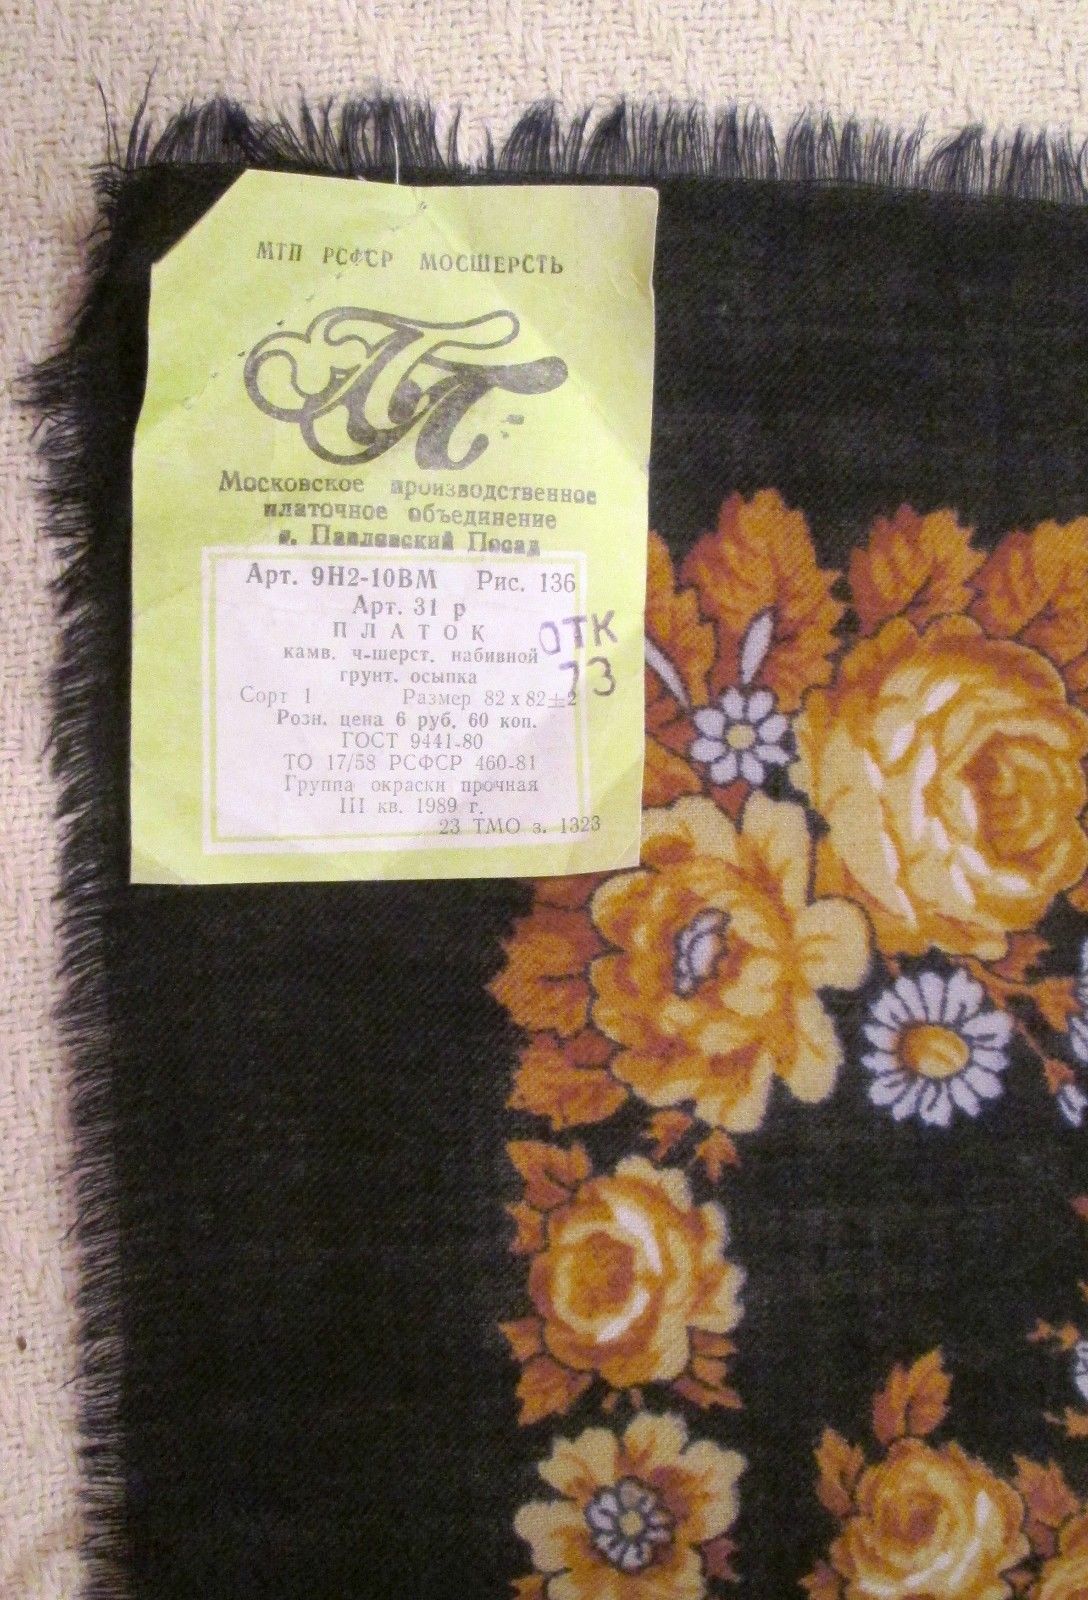 МТП РСФСР МОСШЕРСТЬ
ПП
Московское производственное
платочное объединение
г. Павловский Посад
Арт. 9Н2-10ВМ Рис. 136
Арт. 31 р
ПЛАТОК
камв. ч-шерст. набивной
грунт. осыпка
Сорт 1 Размер 82 х 82±2
Розн. цена 6 руб. 60 коп.
ГОСТ 9441-80
ТО 17/58 РСФСР 460-81
Группа окраски прочная
III кв. 1989 г.
23 ТМО з. 1323
ОТК
73